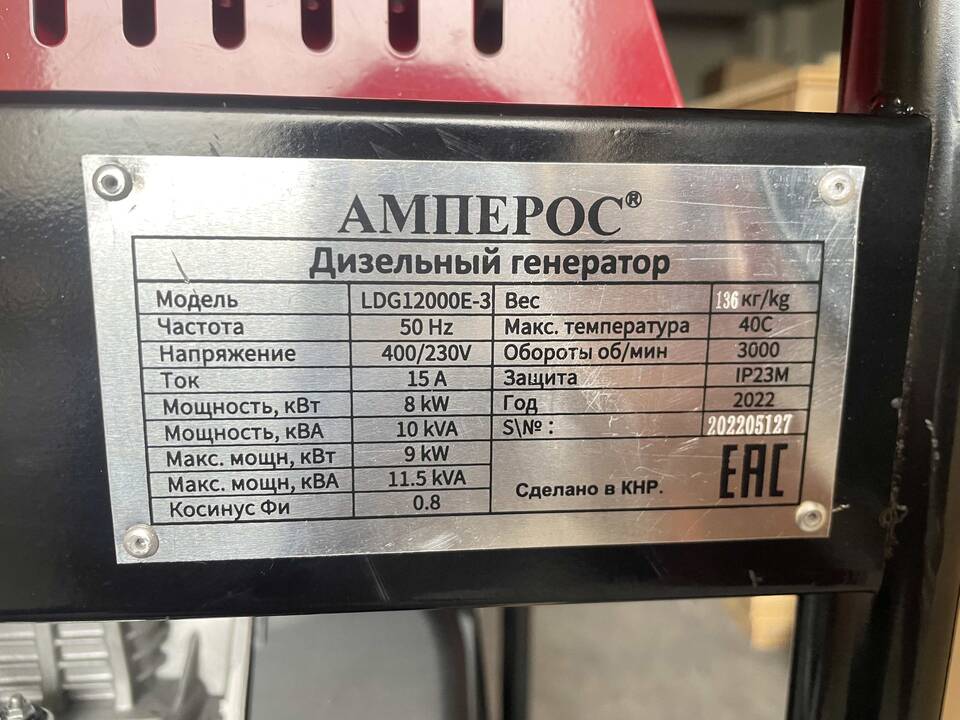 АМПЕРОС®
Дизельный генератор
Модель LDG12000E-3 Вес 136 кг/kg
Частота 50 Hz Макс. температура 40C
Напряжение 400/230V Обороты об/мин 3000
Ток 15 A Защита IP23M
Мощность, кВт 8 kW Год 2022
Мощность, кВА 10 kVA S\№ : 202205127
Макс. мощн, кВт 9 kW
Макс. мощн, кВА 11.5 kVA
Косинус Фи 0.8
Сделано в КНР. EAC